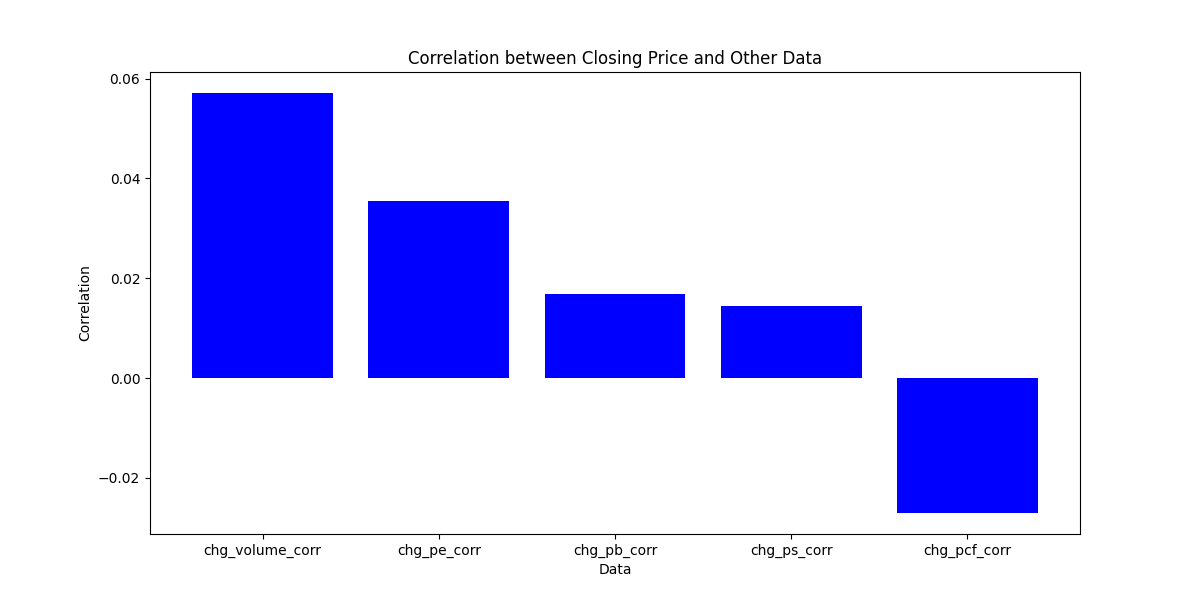 Correlation between Closing Price and Other Data
0.06
0.04
0.02
0.00
−0.02
Correlation
chg_volume_corr chg_pe_corr chg_pb_corr chg_ps_corr chg_pcf_corr
Data